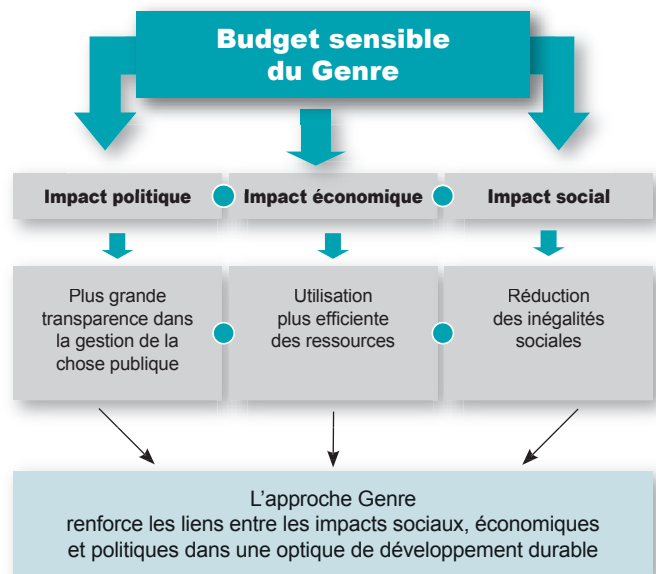 Budget sensible
du Genre
Impact politique
Impact économique
Impact social
Plus grande
transparence dans
la gestion de la
chose publique
Utilisation
plus efficiente
des ressources
Réduction
des inégalités
sociales
L’approche Genre
renforce les liens entre les impacts sociaux, économiques
et politiques dans une optique de développement durable